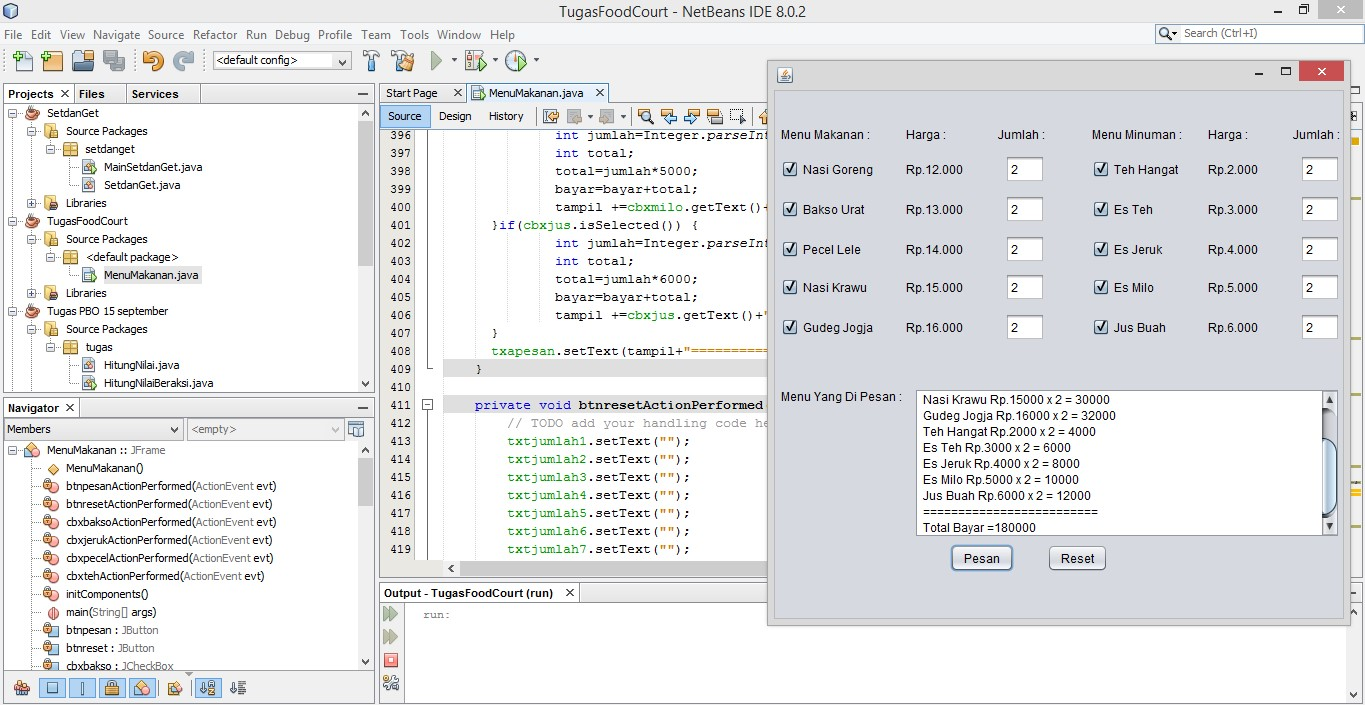 TugasFoodCourt - NetBeans IDE 8.0.2
File Edit View Navigate Source Refactor Run Debug Profile Team Tools Window Help
Search (Ctrl+I)
<default config>
Projects Files Services
SetdanGet
Source Packages
setdanget
MainSetdanGet.java
SetdanGet.java
Libraries
TugasFoodCourt
Source Packages
<default package>
MenuMakanan.java
Libraries
Tugas PBO 15 september
Source Packages
tugas
HitungNilai.java
HitungNilaiBeraksi.java
Navigator
Members <empty>
MenuMakanan :: JFrame
MenuMakanan()
btnpesanActionPerformed(ActionEvent evt)
btnresetActionPerformed(ActionEvent evt)
cbxbaksoActionPerformed(ActionEvent evt)
cbxjerukActionPerformed(ActionEvent evt)
cbxpecelActionPerformed(ActionEvent evt)
cbxtehActionPerformed(ActionEvent evt)
initComponents()
main(String[] args)
btnpesan : JButton
btnreset : JButton
cbxbakso : JCheckBox
Start Page MenuMakanan.java
Source Design History
396 int jumlah=Integer.parseInt
397 int total;
398 total=jumlah*5000;
399 bayar=bayar+total;
400 tampil +=cbxmilo.getText()+
401 }if(cbxjus.isSelected()) {
402 int jumlah=Integer.parseInt
403 int total;
404 total=jumlah*6000;
405 bayar=bayar+total;
406 tampil +=cbxjus.getText()+"
407 }
408 txapesan.setText(tampil+"==========
409 }
410
411 private void btnresetActionPerformed
412 // TODO add your handling code he
413 txtjumlah1.setText("");
414 txtjumlah2.setText("");
415 txtjumlah3.setText("");
416 txtjumlah4.setText("");
417 txtjumlah5.setText("");
418 txtjumlah6.setText("");
419 txtjumlah7.setText("");
Output - TugasFoodCourt (run)
run:
Menu Makanan : Harga : Jumlah : Menu Minuman : Harga : Jumlah :
Nasi Goreng Rp.12.000 2 Teh Hangat Rp.2.000 2
Bakso Urat Rp.13.000 2 Es Teh Rp.3.000 2
Pecel Lele Rp.14.000 2 Es Jeruk Rp.4.000 2
Nasi Krawu Rp.15.000 2 Es Milo Rp.5.000 2
Gudeg Jogja Rp.16.000 2 Jus Buah Rp.6.000 2
Menu Yang Di Pesan :
Nasi Krawu Rp.15000 x 2 = 30000
Gudeg Jogja Rp.16000 x 2 = 32000
Teh Hangat Rp.2000 x 2 = 4000
Es Teh Rp.3000 x 2 = 6000
Es Jeruk Rp.4000 x 2 = 8000
Es Milo Rp.5000 x 2 = 10000
Jus Buah Rp.6000 x 2 = 12000
=========================
Total Bayar =180000
Pesan Reset